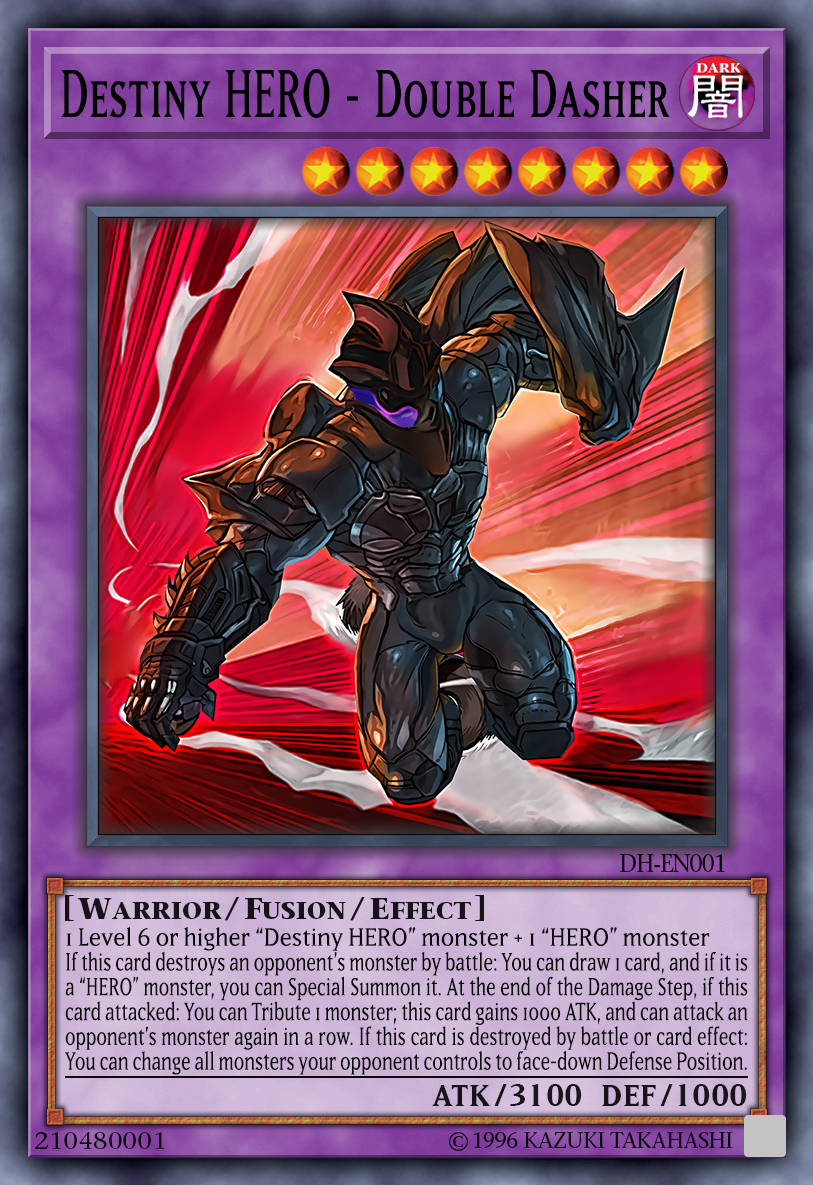 Destiny HERO - Double Dasher
DARK
闇
DH-EN001
[Warrior/Fusion/Effect]
1 Level 6 or higher “Destiny HERO” monster + 1 “HERO” monster
If this card destroys an opponent’s monster by battle: You can draw 1 card, and if it is
a “HERO” monster, you can Special Summon it. At the end of the Damage Step, if this
card attacked: You can Tribute 1 monster; this card gains 1000 ATK, and can attack an
opponent’s monster again in a row. If this card is destroyed by battle or card effect:
You can change all monsters your opponent controls to face-down Defense Position.
ATK/3100 DEF/1000
210480001
© 1996 KAZUKI TAKAHASHI